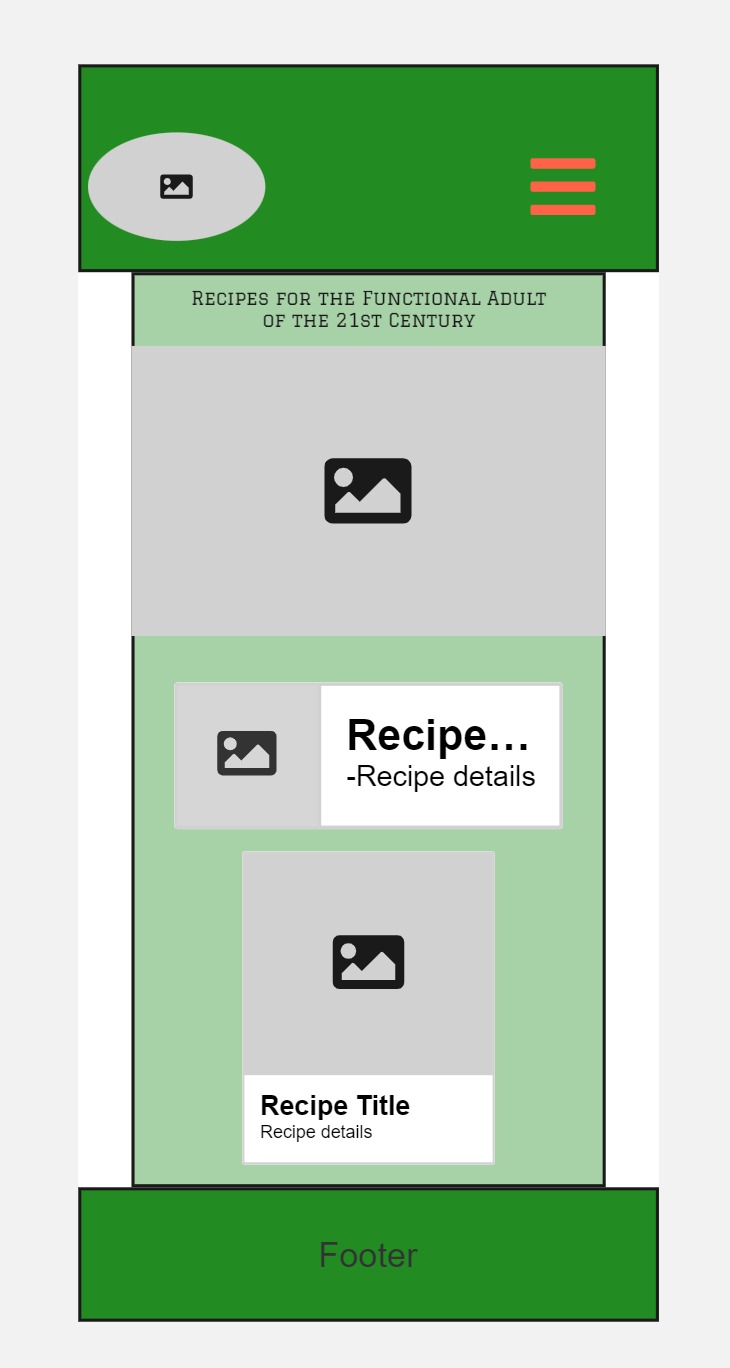 Recipes for the Functional Adult
of the 21st Century
Recipe...
-Recipe details
Recipe Title
Recipe details
Footer